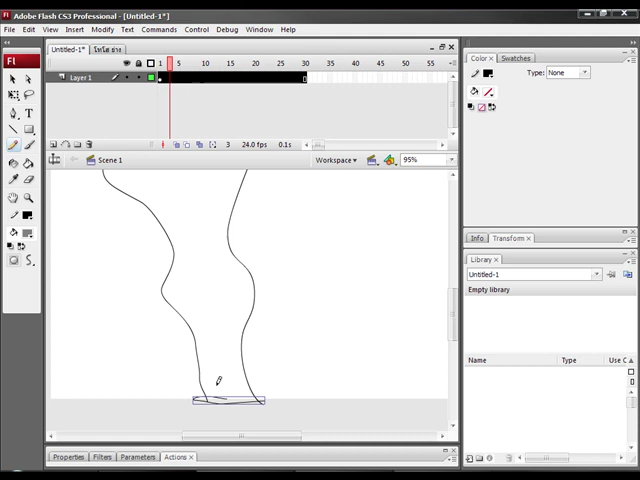 Adobe Flash CS3 Professional - [Untitled-1*]
File Edit View Insert Modify Text Commands Control Debug Window Help
Fl
Untitled-1*
1 5 10 15 20 25 30 35 40 45 50 55
Layer 1
3 24.0 fps 0.1s
Scene 1 Workspace 95%
Color Swatches
Type: None
Info Transform
Library
Untitled-1
Empty library
Name Type Use C
Properties Filters Parameters Actions